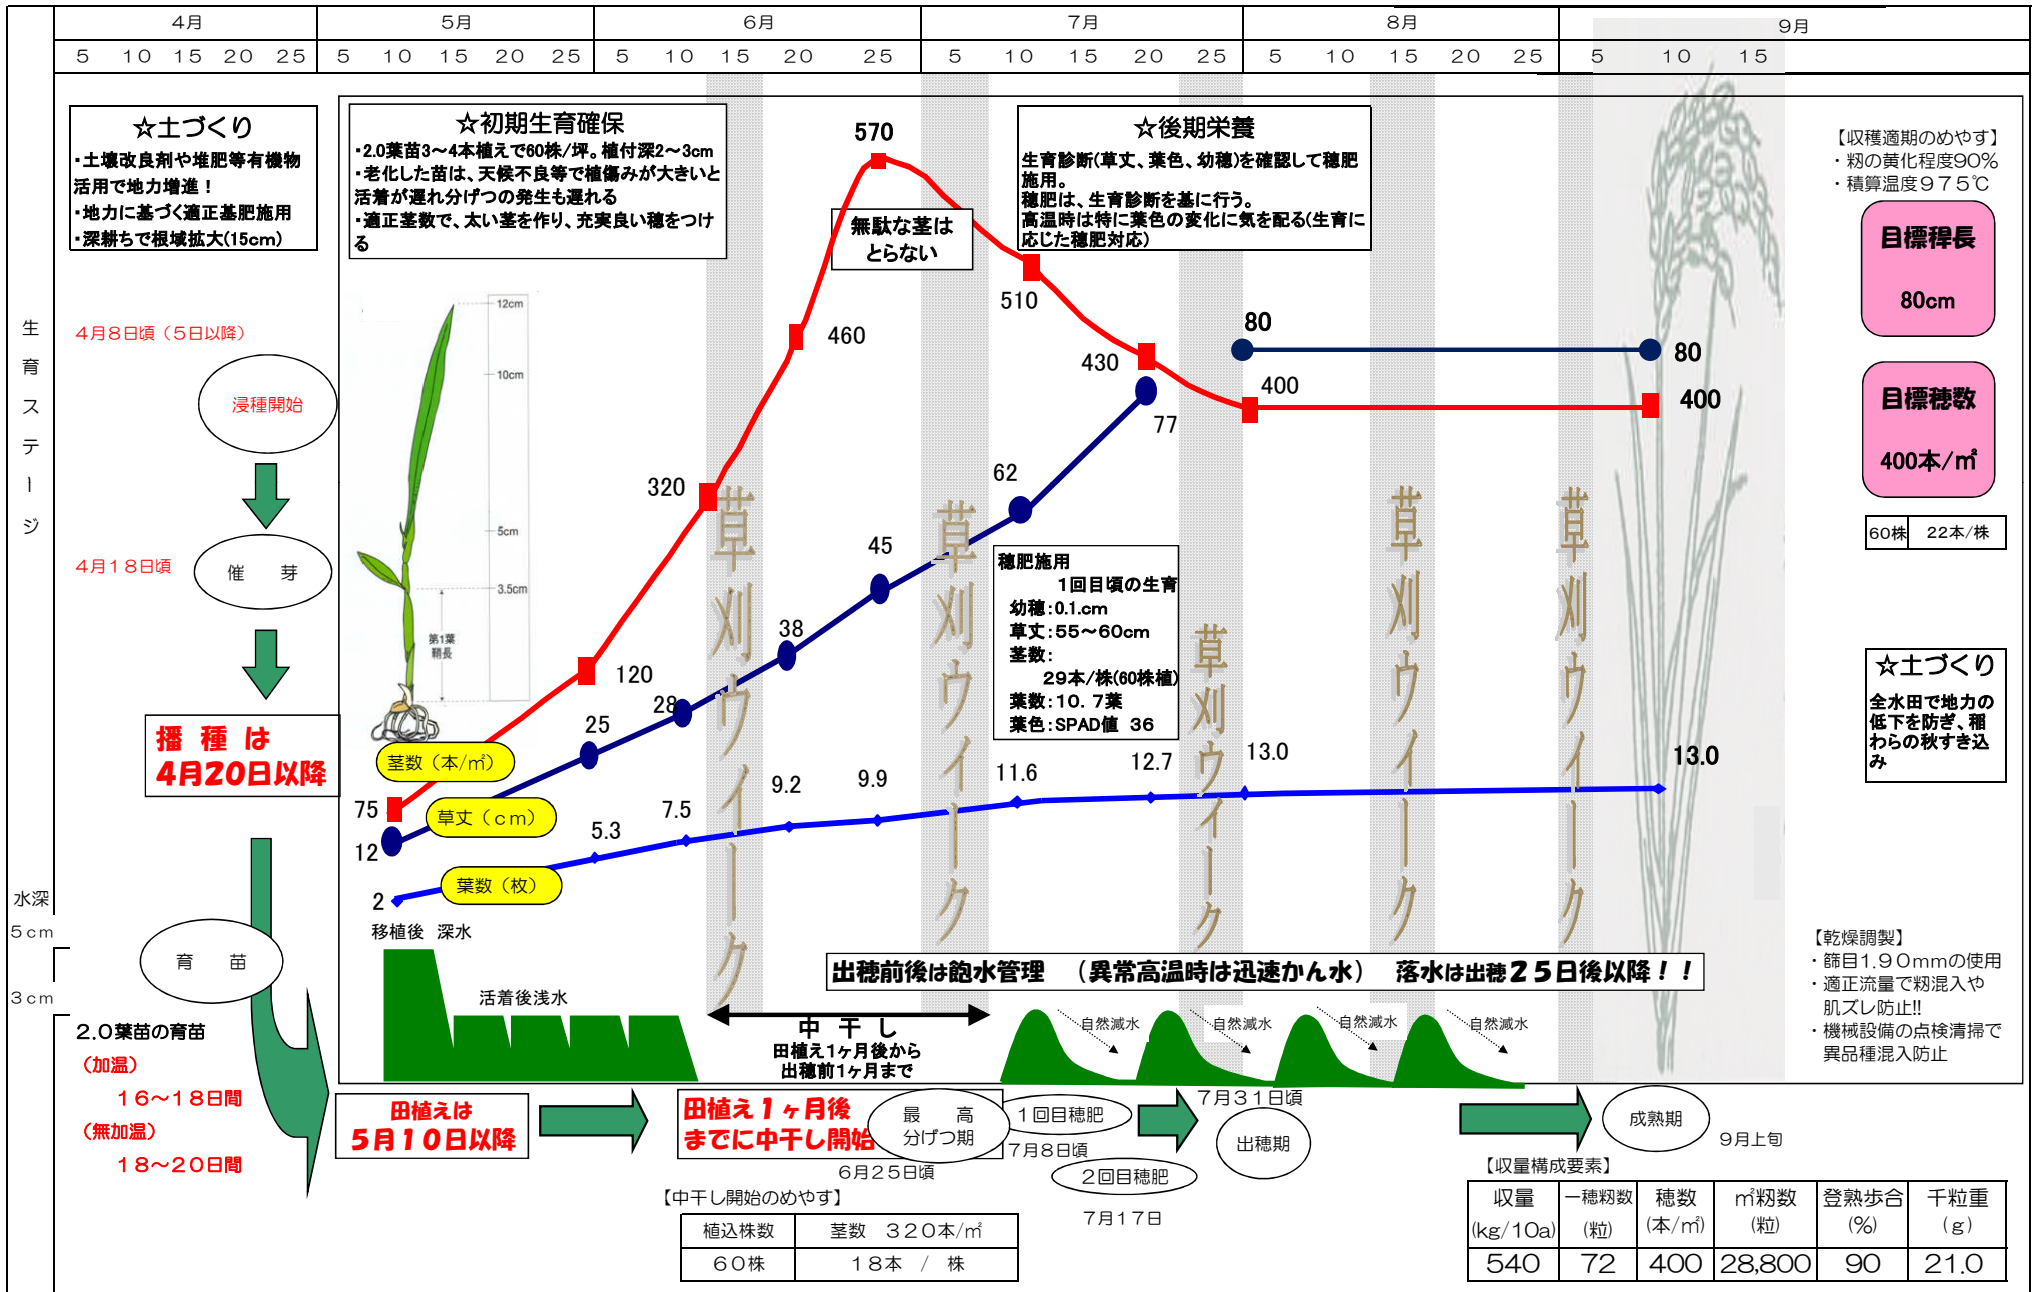 4月 5月 6月 7月 8月 9月
5 10 15 20 25 5 10 15 20 25 5 10 15 20 25 5 10 15 20 25 5 10 15 20 25 5 10 15
生育ステージ
☆土づくり
・土壌改良剤や堆肥等有機物
活用で地力増進！
・地力に基づく適正基肥施用
・深耕ちで根域拡大(15cm)
4月8日頃（5日以降）
浸種開始
4月18日頃
催　芽
播 種 は
4月20日以降
育　苗
2.0葉苗の育苗
（加温）
16～18日間
（無加温）
18～20日間
水深
5cm
3cm
☆初期生育確保
・2.0葉苗3～4本植えで60株/坪。植付深2～3cm
・老化した苗は、天候不良等で植傷みが大きいと
活着が遅れ分げつの発生も遅れる
・適正茎数で、太い茎を作り、充実良い穂をつけ
る
12cm
10cm
5cm
3.5cm
第1葉
鞘長
茎数（本/㎡）
草丈（cm）
葉数（枚）
75 120 320 460 570 510 430 400 400
12 25 28 38 45 62 77 80 80
2 5.3 7.5 9.2 9.9 11.6 12.7 13.0 13.0
無駄な茎は
とらない
☆後期栄養
生育診断(草丈、葉色、幼穂)を確認して穂肥
施用。
穂肥は、生育診断を基に行う。
高温時は特に葉色の変化に気を配る(生育に
応じた穂肥対応)
穂肥施用
1回目頃の生育
幼穂：0.1.cm
草丈：55～60cm
茎数：
29本/株(60株植)
葉数：10．7葉
葉色：SPAD値 36
草刈ウィーク
草刈ウィーク
草刈ウィーク
草刈ウィーク
草刈ウィーク
【収穫適期のめやす】
・籾の黄化程度90%
・積算温度975℃
目標稈長
80cm
目標穂数
400本/㎡
60株 22本/株
☆土づくり
全水田で地力の
低下を防ぎ、稲
わらの秋すき込
み
【乾燥調製】
・篩目1.90mmの使用
・適正流量で籾混入や
肌ズレ防止!!
・機械設備の点検清掃で
異品種混入防止
移植後 深水
活着後浅水
出穂前後は飽水管理　（異常高温時は迅速かん水）　落水は出穂２５日後以降！！
中 干 し
田植え1ヶ月後から
出穂前1ヶ月まで
自然減水
自然減水
自然減水
自然減水
田植えは
5月10日以降
田植え１ヶ月後
までに中干し開始
最　高
分げつ期
6月25日頃
1回目穂肥
7月8日頃
2回目穂肥
7月17日
7月31日頃
出穂期
成熟期
9月上旬
【中干し開始のめやす】
植込株数 茎数 320本/㎡
60株 18本 / 株
【収量構成要素】
収量 一穂籾数 穂数 ㎡籾数 登熟歩合 千粒重
(kg/10a) (粒) (本/㎡) (粒) (%) (g)
540 72 400 28,800 90 21.0